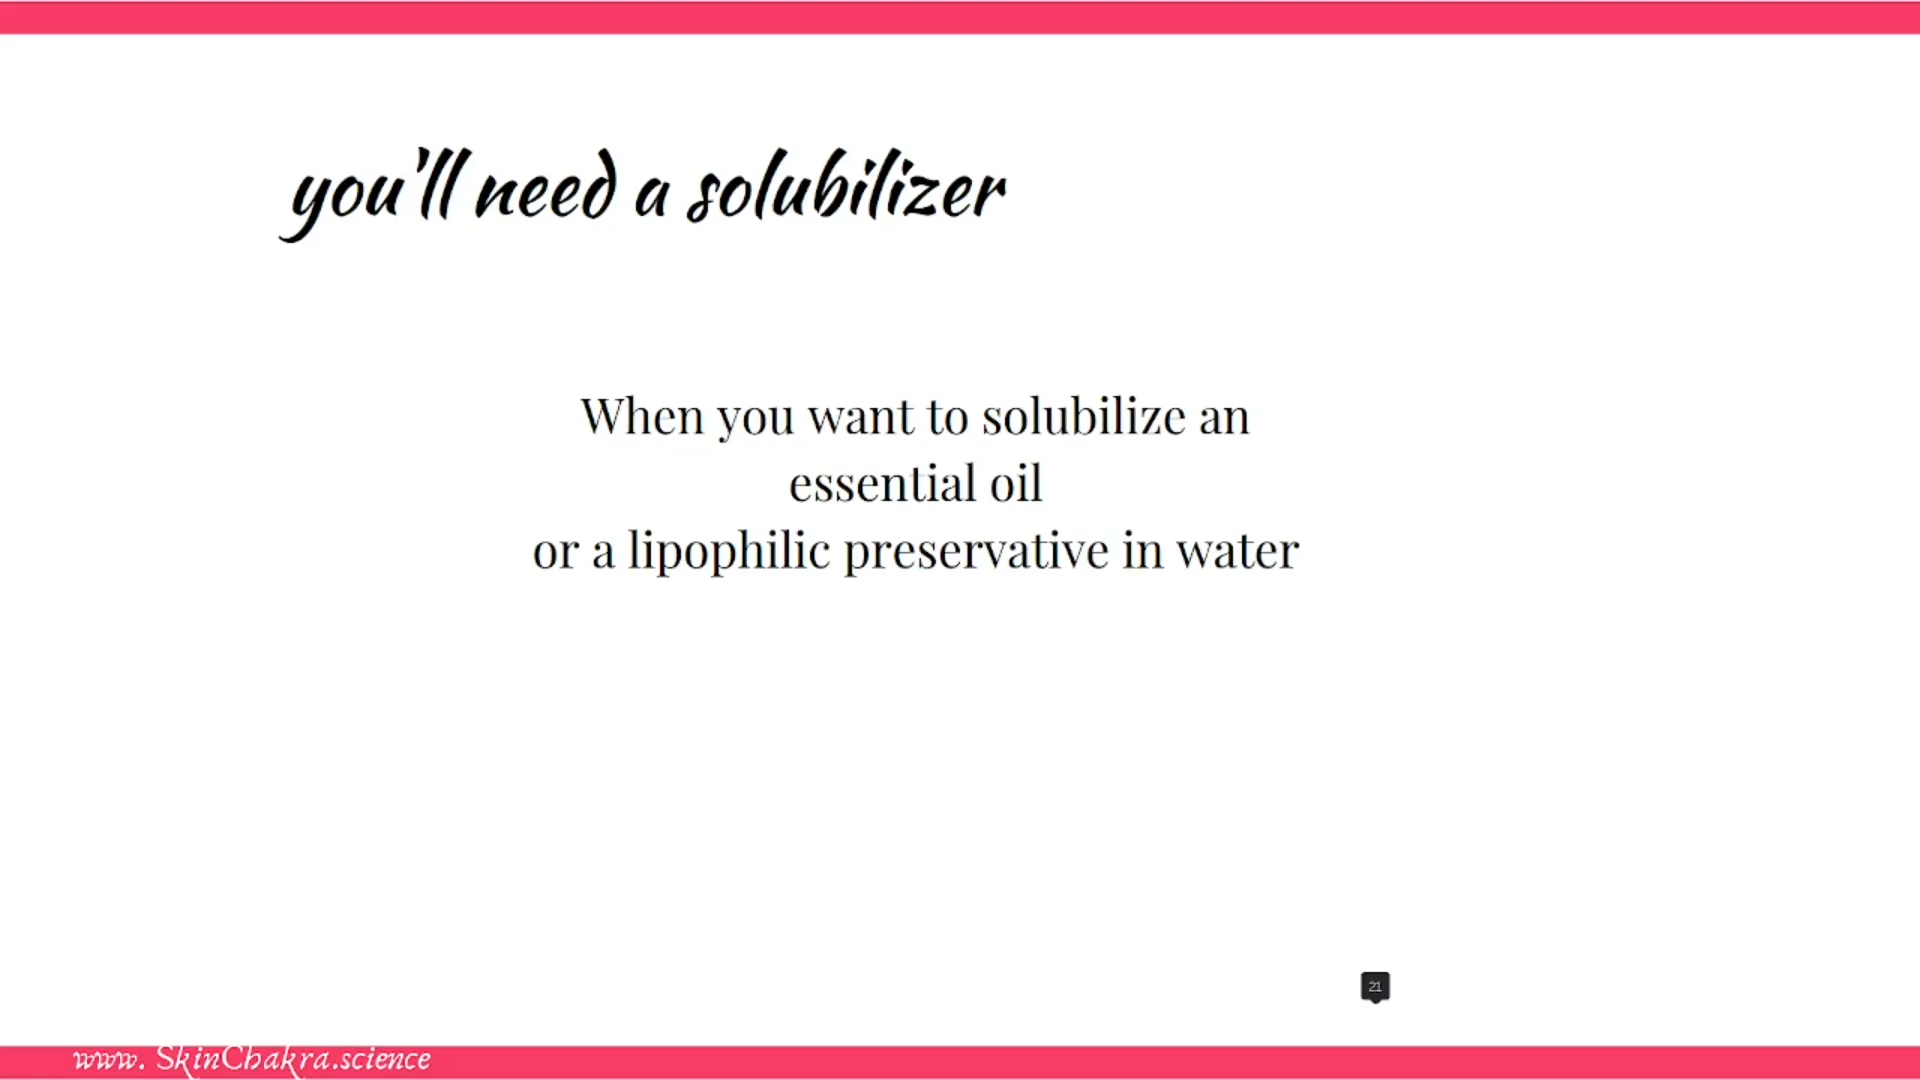 you'll need a solubilizer
When you want to solubilize an
essential oil
or a lipophilic preservative in water
21
www. SkinChakra.science